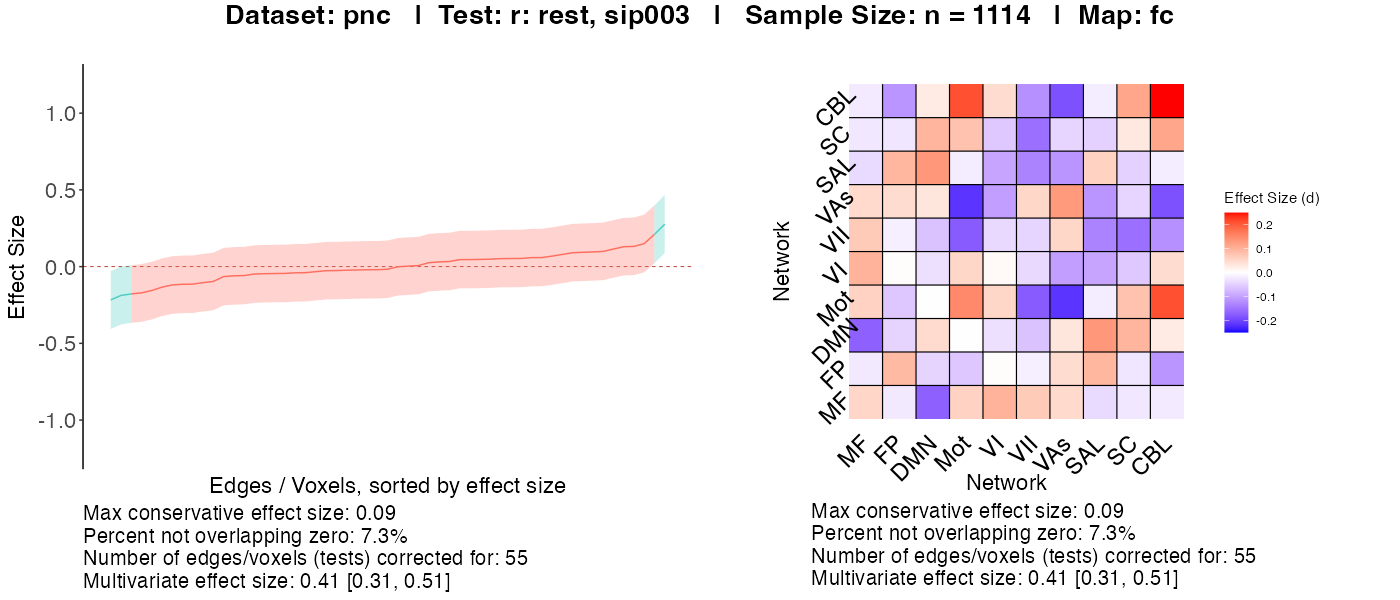 Dataset: pnc | Test: r: rest, sip003 | Sample Size: n = 1114 | Map: fc
Effect Size
1.0
0.5
0.0
-0.5
-1.0
Edges / Voxels, sorted by effect size
Max conservative effect size: 0.09
Percent not overlapping zero: 7.3%
Number of edges/voxels (tests) corrected for: 55
Multivariate effect size: 0.41 [0.31, 0.51]
Network
CBL
SC
SAL
VAs
VII
VI
Mot
DMN
FP
MF
MF FP DMN Mot VI VII VAs SAL SC CBL
Network
Effect Size (d)
0.2
0.1
0.0
-0.1
-0.2
Max conservative effect size: 0.09
Percent not overlapping zero: 7.3%
Number of edges/voxels (tests) corrected for: 55
Multivariate effect size: 0.41 [0.31, 0.51]